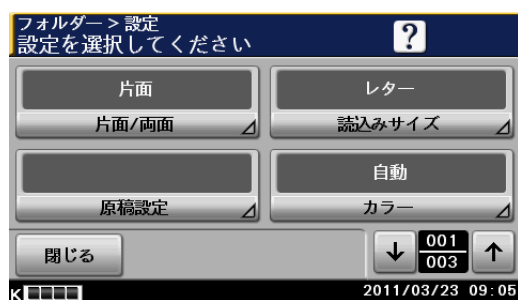 フォルダー > 設定
設定を選択してください
?
片面
片面/両面
レター
読込みサイズ
原稿設定
自動
カラー
閉じる
↓
001
003
↑
K
2011/03/23 09:05